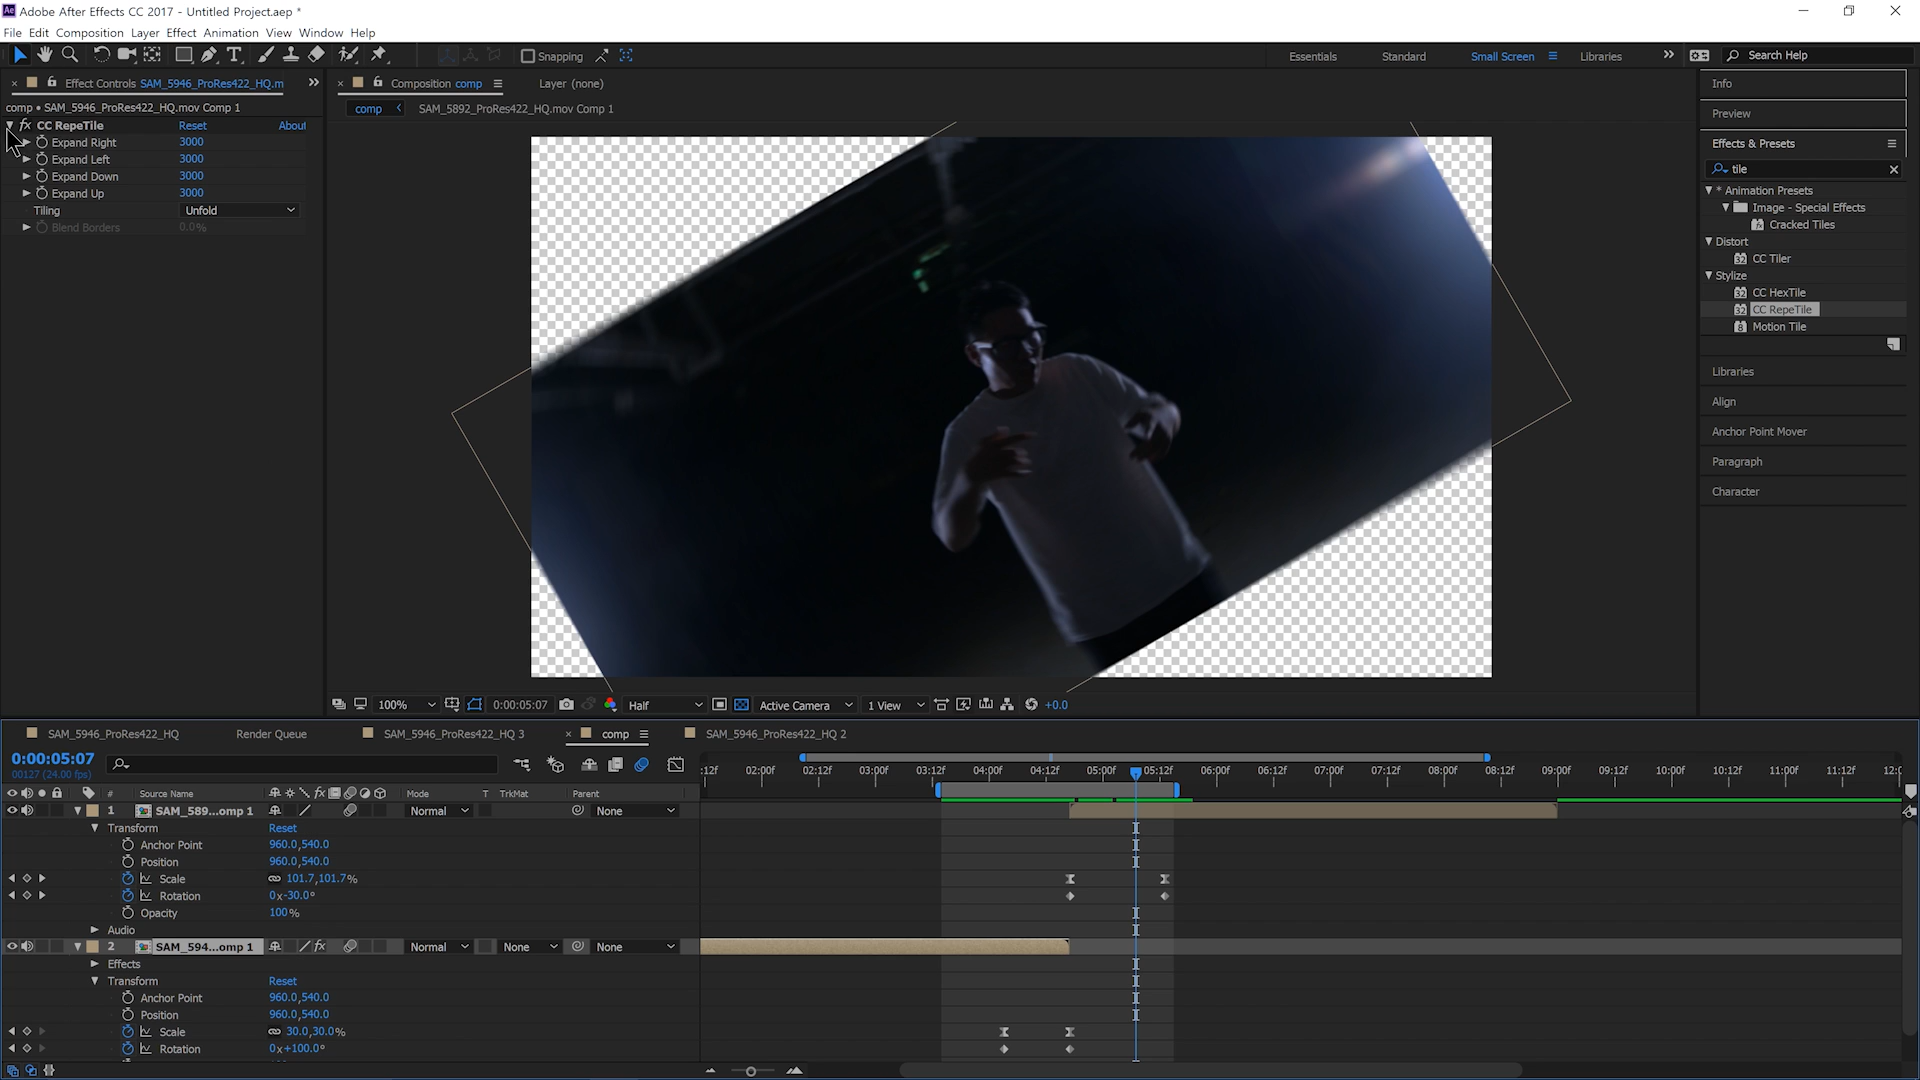 Adobe After Effects CC 2017 - Untitled Project.aep *
File Edit Composition Layer Effect Animation View Window Help
Snapping
Essentials Standard Small Screen Libraries Search Help
Effect Controls SAM_5946_ProRes422_HQ.m
Composition comp Layer (none)
Info
comp • SAM_5946_ProRes422_HQ.mov Comp 1
comp SAM_5892_ProRes422_HQ.mov Comp 1
Preview
fx CC RepeTile Reset About
Expand Right 3000
Expand Left 3000
Expand Down 3000
Expand Up 3000
Tiling Unfold
Blend Borders 0.0%
Effects & Presets
tile
* Animation Presets
Image - Special Effects
Cracked Tiles
Distort
CC Tiler
Stylize
CC HexTile
CC RepeTile
Motion Tile
Libraries
Align
Anchor Point Mover
Paragraph
Character
100% 0:00:05:07 Half Active Camera 1 View +0.0
SAM_5946_ProRes422_HQ Render Queue SAM_5946_ProRes422_HQ 3 comp SAM_5946_ProRes422_HQ 2
0:00:05:07
00127 (24.00 fps)
:12f 02:00f 02:12f 03:00f 03:12f 04:00f 04:12f 05:00f 05:12f 06:00f 06:12f 07:00f 07:12f 08:00f 08:12f 09:00f 09:12f 10:00f 10:12f 11:00f 11:12f 12:0
# Source Name Mode T TrkMat Parent
1 SAM_589...omp 1 Normal None
Transform Reset
Anchor Point 960.0,540.0
Position 960.0,540.0
Scale 101.7,101.7%
Rotation 0x-30.0°
Opacity 100%
Audio
2 SAM_594...omp 1 fx Normal None None
Effects
Transform Reset
Anchor Point 960.0,540.0
Position 960.0,540.0
Scale 30.0,30.0%
Rotation 0x+100.0°